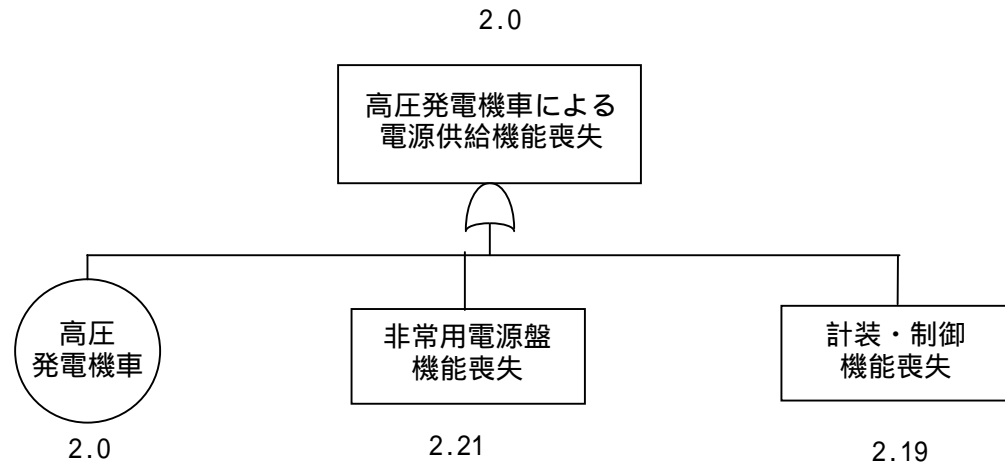 2.0
高圧発電機車による
電源供給機能喪失
高圧
発電機車
非常用電源盤
機能喪失
計装・制御
機能喪失
2.0
2.21
2.19